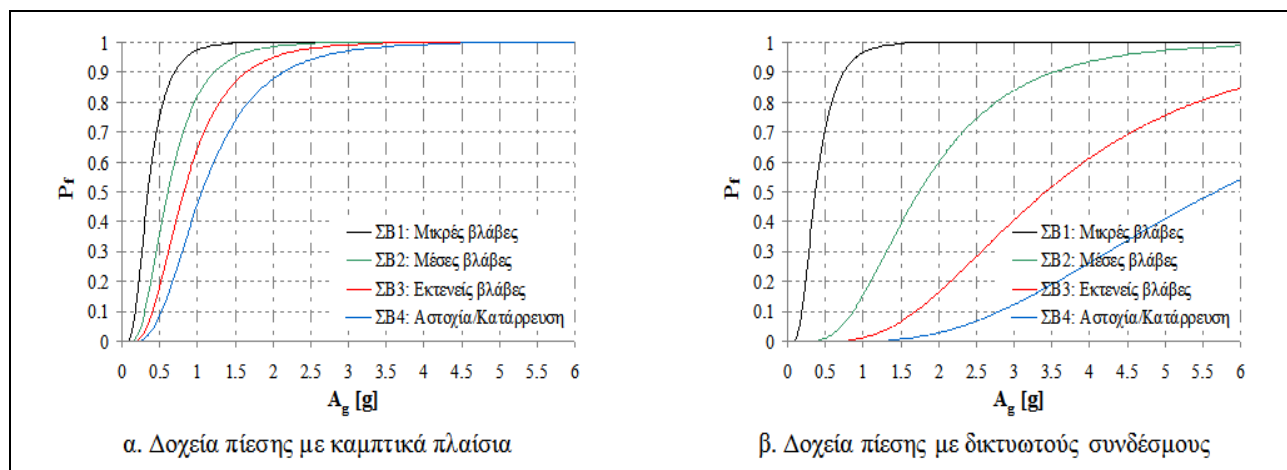 1
0.9
0.8
0.7
0.6
0.5
0.4
0.3
0.2
0.1
0
Pf
ΣΒ1: Μικρές βλάβες
ΣΒ2: Μέσες βλάβες
ΣΒ3: Εκτενείς βλάβες
ΣΒ4: Αστοχία/Κατάρρευση
0 0.5 1 1.5 2 2.5 3 3.5 4 4.5 5 5.5 6
Ag [g]
α. Δοχεία πίεσης με καμπτικά πλαίσια
1
0.9
0.8
0.7
0.6
0.5
0.4
0.3
0.2
0.1
0
Pf
ΣΒ1: Μικρές βλάβες
ΣΒ2: Μέσες βλάβες
ΣΒ3: Εκτενείς βλάβες
ΣΒ4: Αστοχία/Κατάρρευση
0 0.5 1 1.5 2 2.5 3 3.5 4 4.5 5 5.5 6
Ag [g]
β. Δοχεία πίεσης με δικτυωτούς συνδέσμους